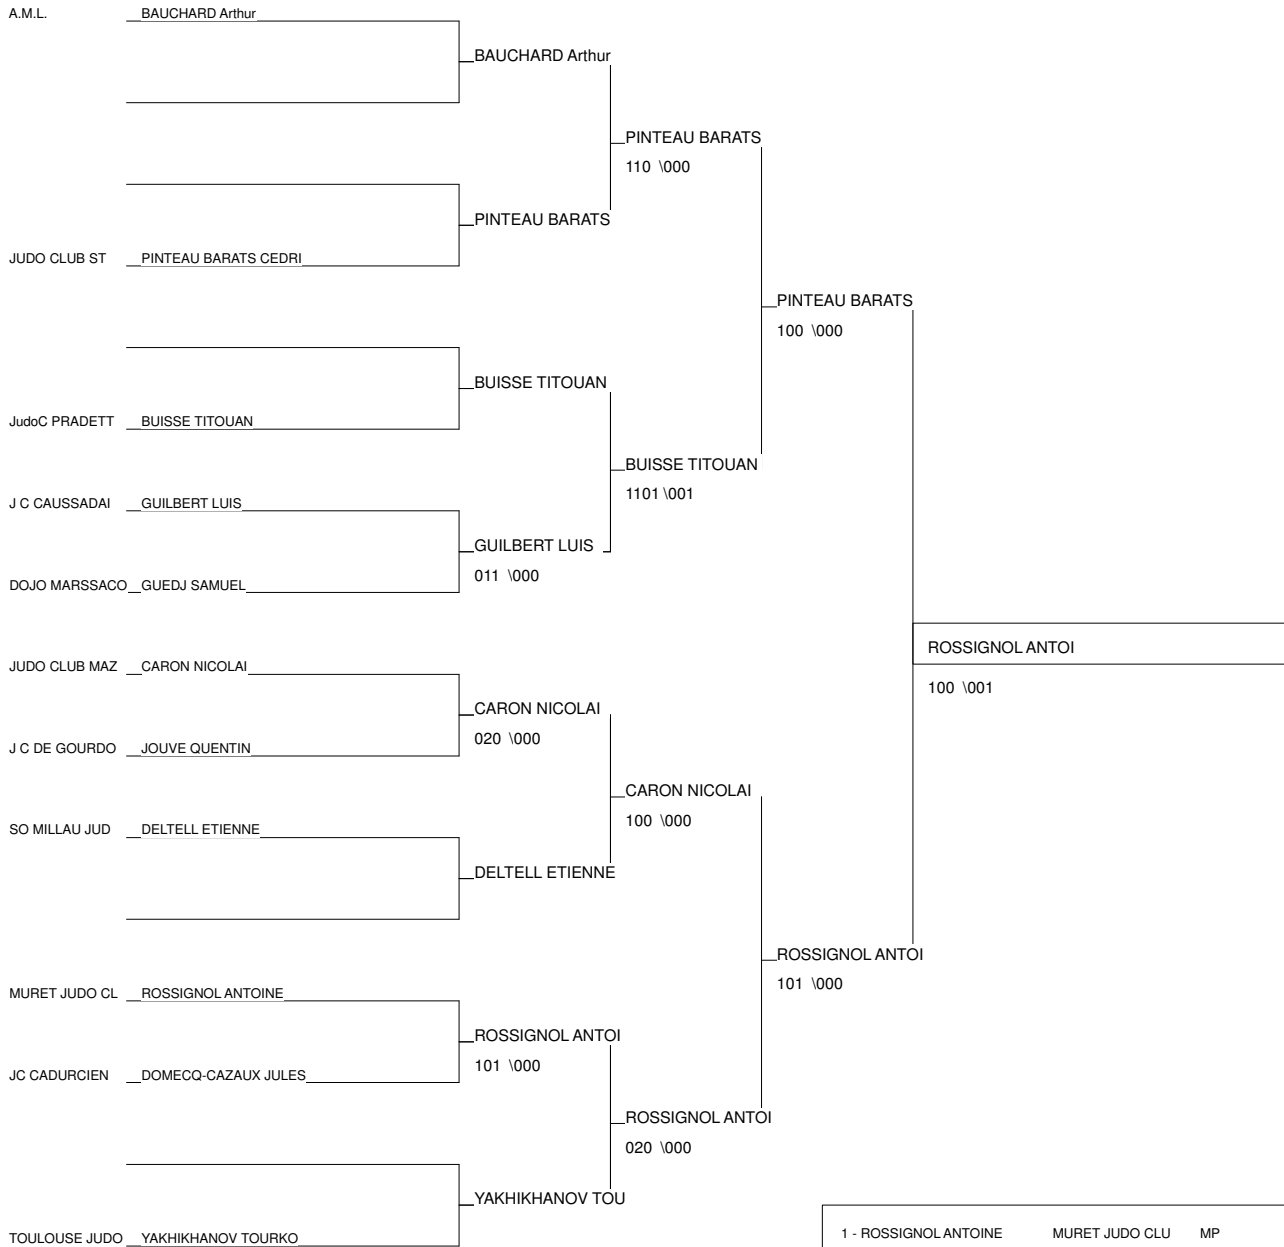 A.M.L. BAUCHARD Arthur
BAUCHARD Arthur
PINTEAU BARATS
110 \000
PINTEAU BARATS
JUDO CLUB ST PINTEAU BARATS CEDRI
PINTEAU BARATS
100 \000
BUISSE TITOUAN
JudoC PRADETT BUISSE TITOUAN
BUISSE TITOUAN
1101 \001
J C CAUSSADAI GUILBERT LUIS
GUILBERT LUIS
011 \000
DOJO MARSSACO GUEDJ SAMUEL
ROSSIGNOL ANTOI
100 \001
JUDO CLUB MAZ CARON NICOLAI
CARON NICOLAI
020 \000
J C DE GOURDO JOUVE QUENTIN
CARON NICOLAI
100 \000
SO MILLAU JUD DELTELL ETIENNE
DELTELL ETIENNE
ROSSIGNOL ANTOI
101 \000
MURET JUDO CL ROSSIGNOL ANTOINE
ROSSIGNOL ANTOI
101 \000
JC CADURCIEN DOMECQ-CAZAUX JULES
ROSSIGNOL ANTOI
020 \000
YAKHIKHANOV TOU
TOULOUSE JUDO YAKHIKHANOV TOURKO
1 - ROSSIGNOL ANTOINE MURET JUDO CLU MP